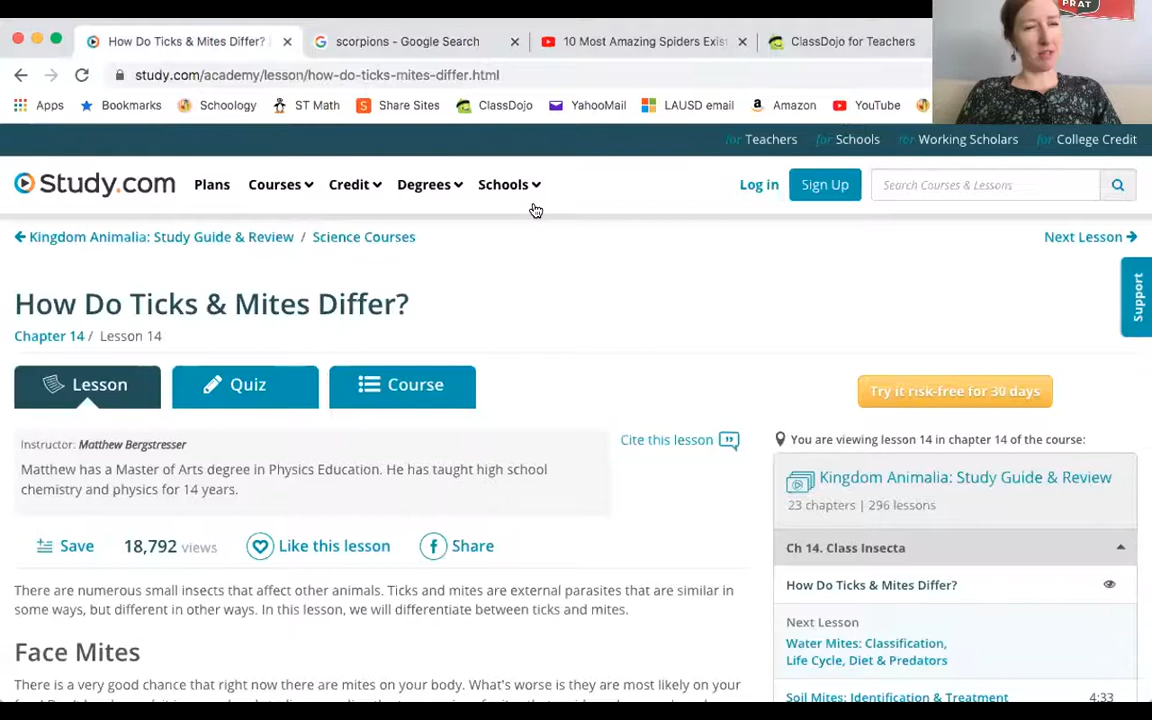 PRAT
How Do Ticks & Mites Differ?
scorpions - Google Search
10 Most Amazing Spiders Exis
ClassDojo for Teachers
study.com/academy/lesson/how-do-ticks-mites-differ.html
Apps Bookmarks Schoology ST Math Share Sites ClassDojo YahooMail LAUSD email Amazon YouTube
for Teachers for Schools for Working Scholars for College Credit
Study.com Plans Courses Credit Degrees Schools Log in Sign Up Search Courses & Lessons
Kingdom Animalia: Study Guide & Review / Science Courses Next Lesson
Support
How Do Ticks & Mites Differ?
Chapter 14 / Lesson 14
Lesson Quiz Course
Try it risk-free for 30 days
Instructor: Matthew Bergstresser
Matthew has a Master of Arts degree in Physics Education. He has taught high school
chemistry and physics for 14 years.
Cite this lesson
Save 18,792 views Like this lesson Share
There are numerous small insects that affect other animals. Ticks and mites are external parasites that are similar in
some ways, but different in other ways. In this lesson, we will differentiate between ticks and mites.
Face Mites
There is a very good chance that right now there are mites on your body. What's worse is they are most likely on your
You are viewing lesson 14 in chapter 14 of the course:
Kingdom Animalia: Study Guide & Review
23 chapters | 296 lessons
Ch 14. Class Insecta
How Do Ticks & Mites Differ?
Next Lesson
Water Mites: Classification,
Life Cycle, Diet & Predators
Soil Mites: Identification & Treatment 4:33